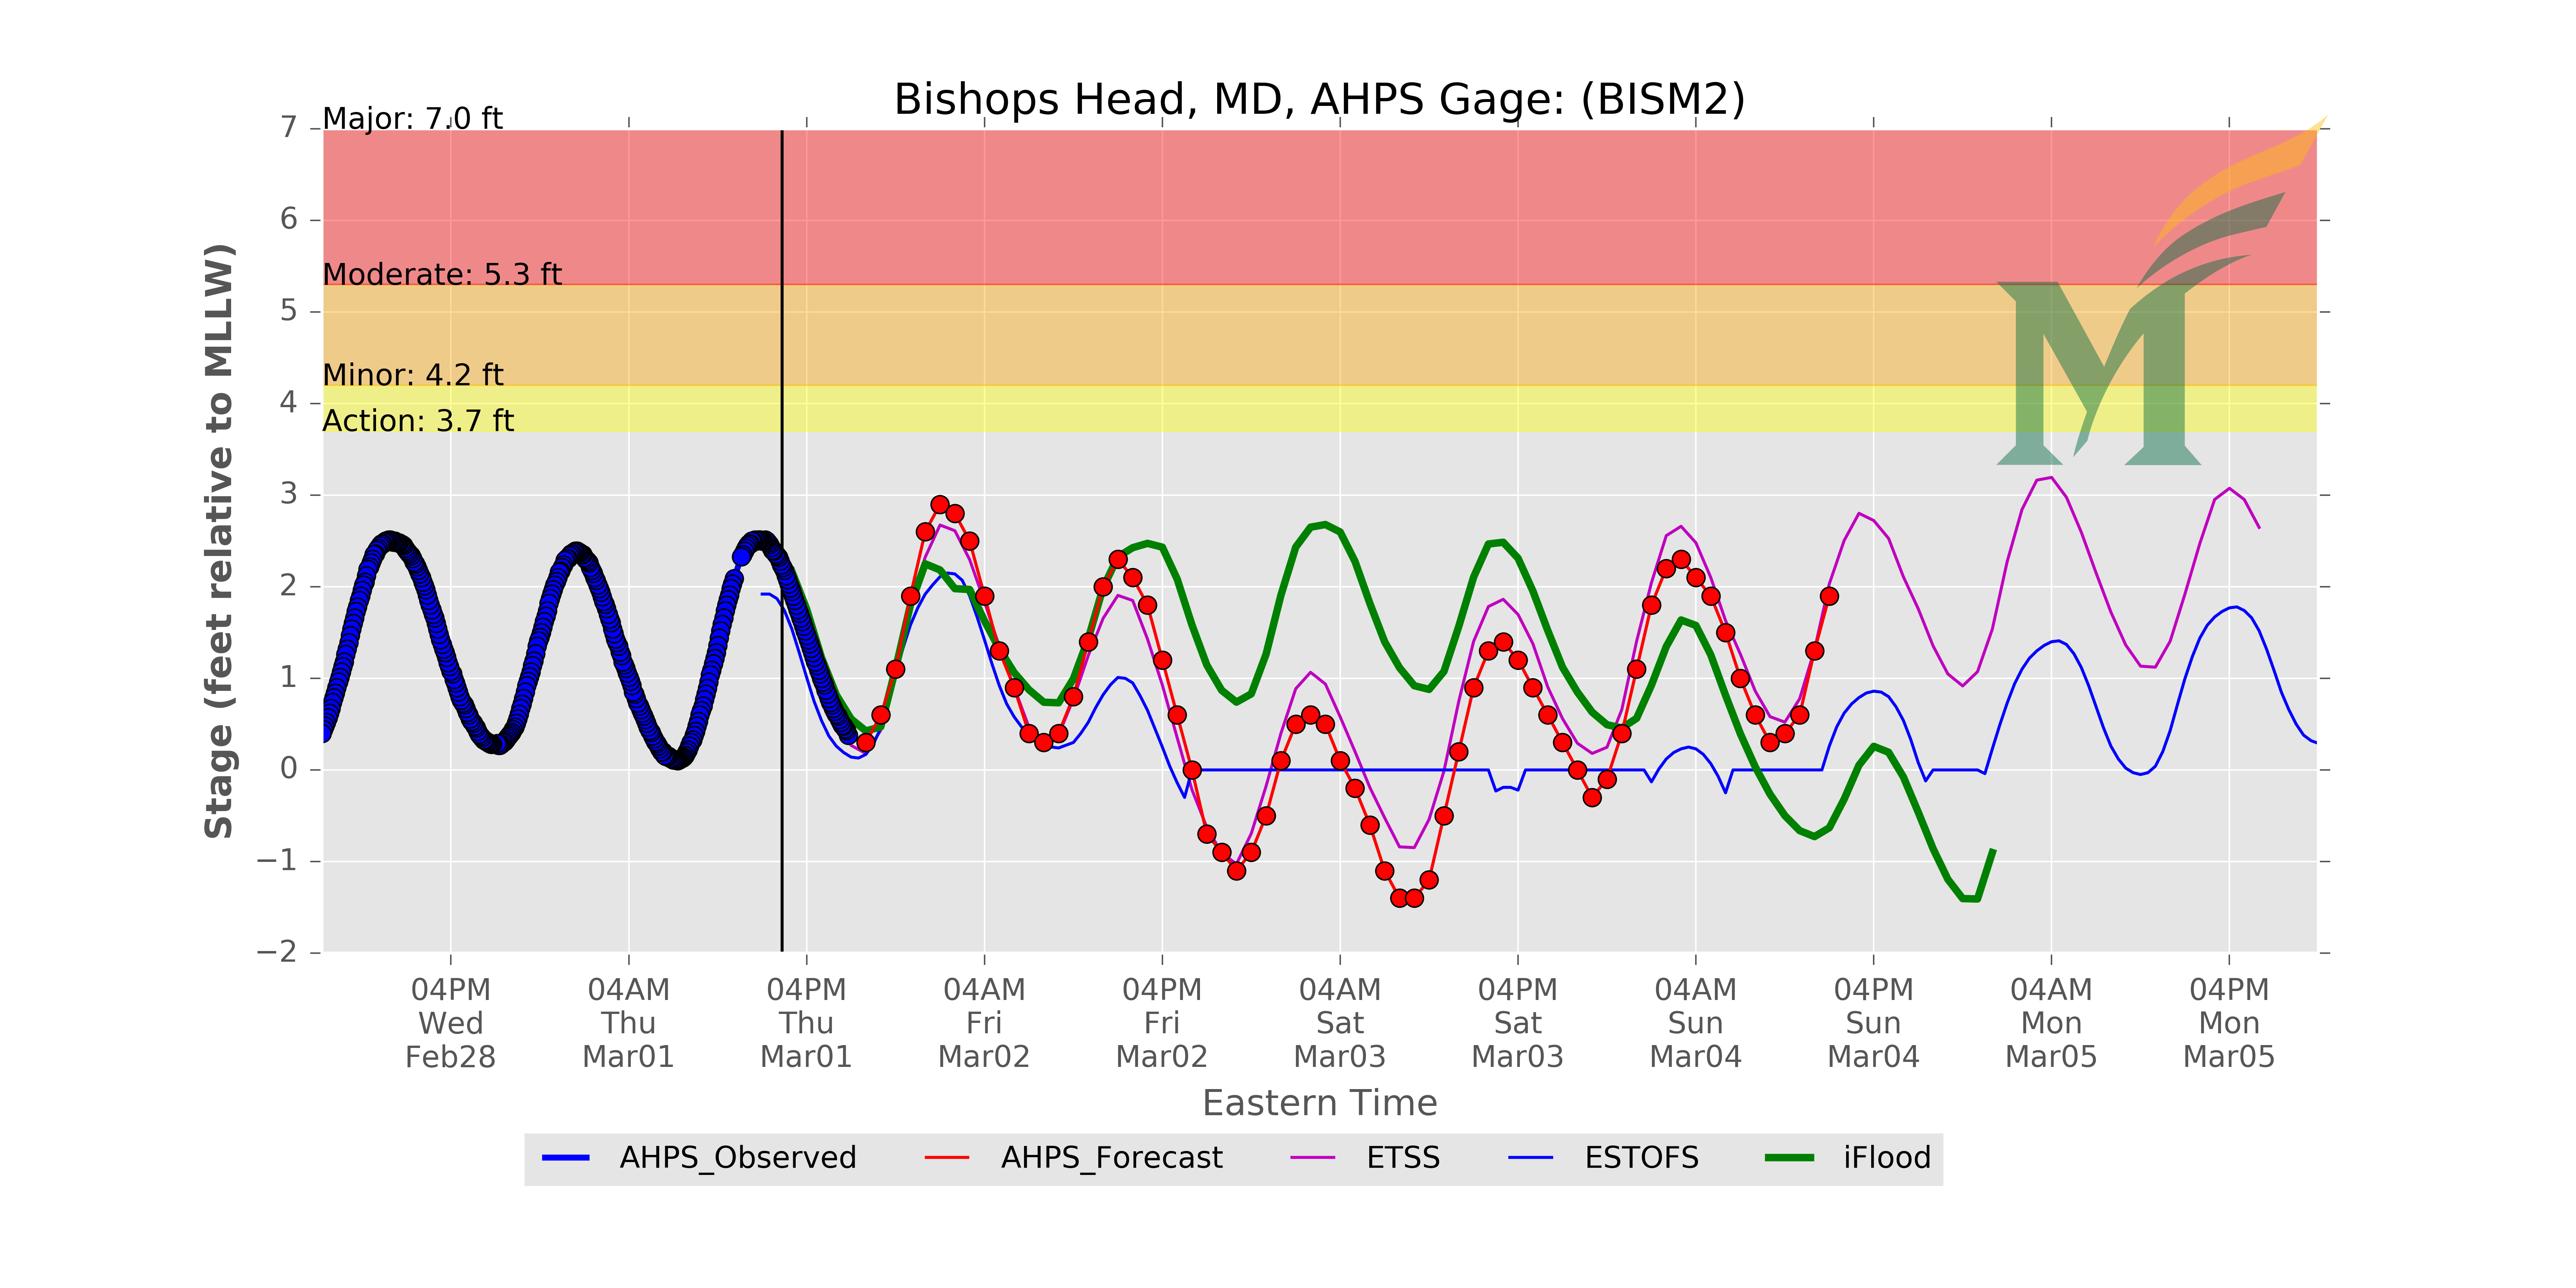 Bishops Head, MD, AHPS Gage: (BISM2)
Major: 7.0 ft
Moderate: 5.3 ft
Minor: 4.2 ft
Action: 3.7 ft
Stage (feet relative to MLLW)
7
6
5
4
3
2
1
0
−1
−2
04PM
Wed
Feb28
04AM
Thu
Mar01
04PM
Thu
Mar01
04AM
Fri
Mar02
04PM
Fri
Mar02
04AM
Sat
Mar03
04PM
Sat
Mar03
04AM
Sun
Mar04
04PM
Sun
Mar04
04AM
Mon
Mar05
04PM
Mon
Mar05
Eastern Time
AHPS_Observed
AHPS_Forecast
ETSS
ESTOFS
iFlood
M